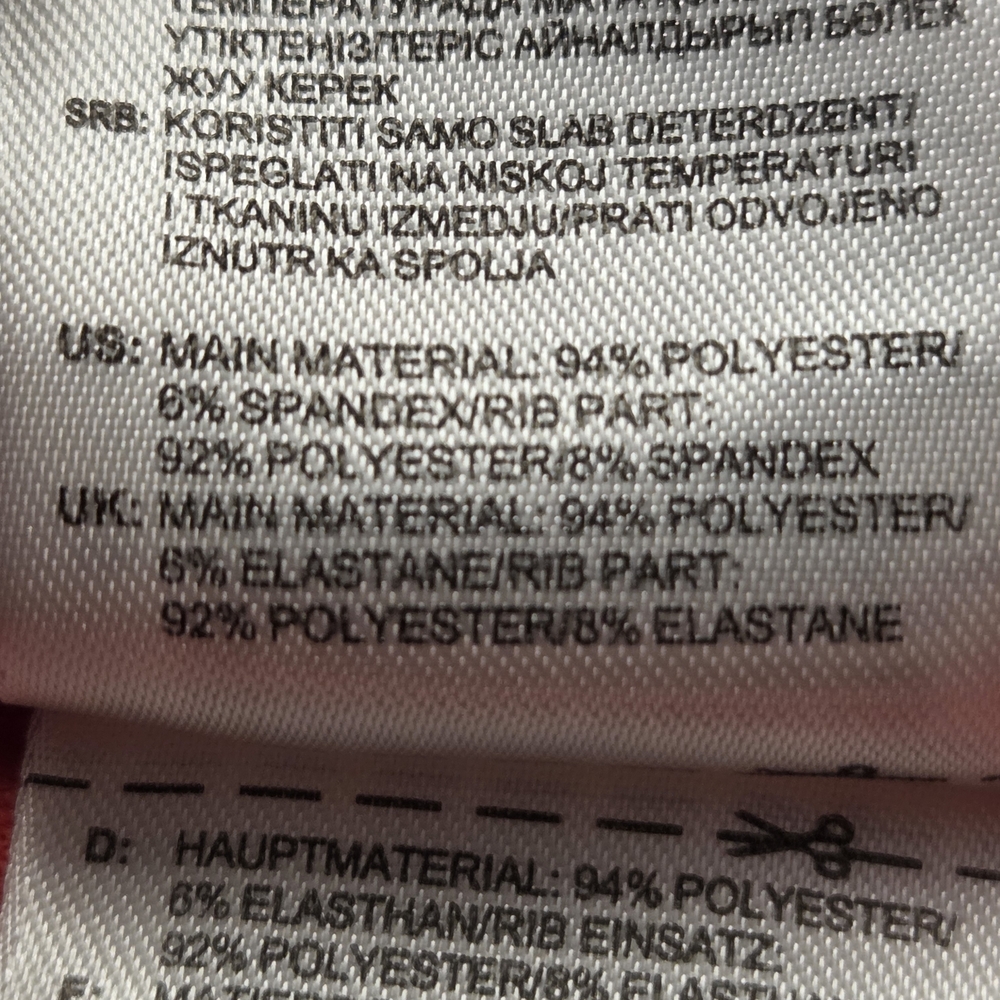 ҮТІКТЕҢІЗ/ТЕРІС АЙНАЛДЫРЫП БӨЛЕК
ЖУУ КЕРЕК
SRB: KORISTITI SAMO SLAB DETERDZENT/
ISPEGLATI NA NISKOJ TEMPERATURI
I TKANINU IZMEDJU/PRATI ODVOJENO
IZNUTR KA SPOLJA
US: MAIN MATERIAL: 94% POLYESTER/
6% SPANDEX/RIB PART:
92% POLYESTER/8% SPANDEX
UK: MAIN MATERIAL: 94% POLYESTER/
6% ELASTANE/RIB PART:
92% POLYESTER/8% ELASTANE
D: HAUPTMATERIAL: 94% POLYESTER/
6% ELASTHAN/RIB EINSATZ:
92% POLYESTER/8%